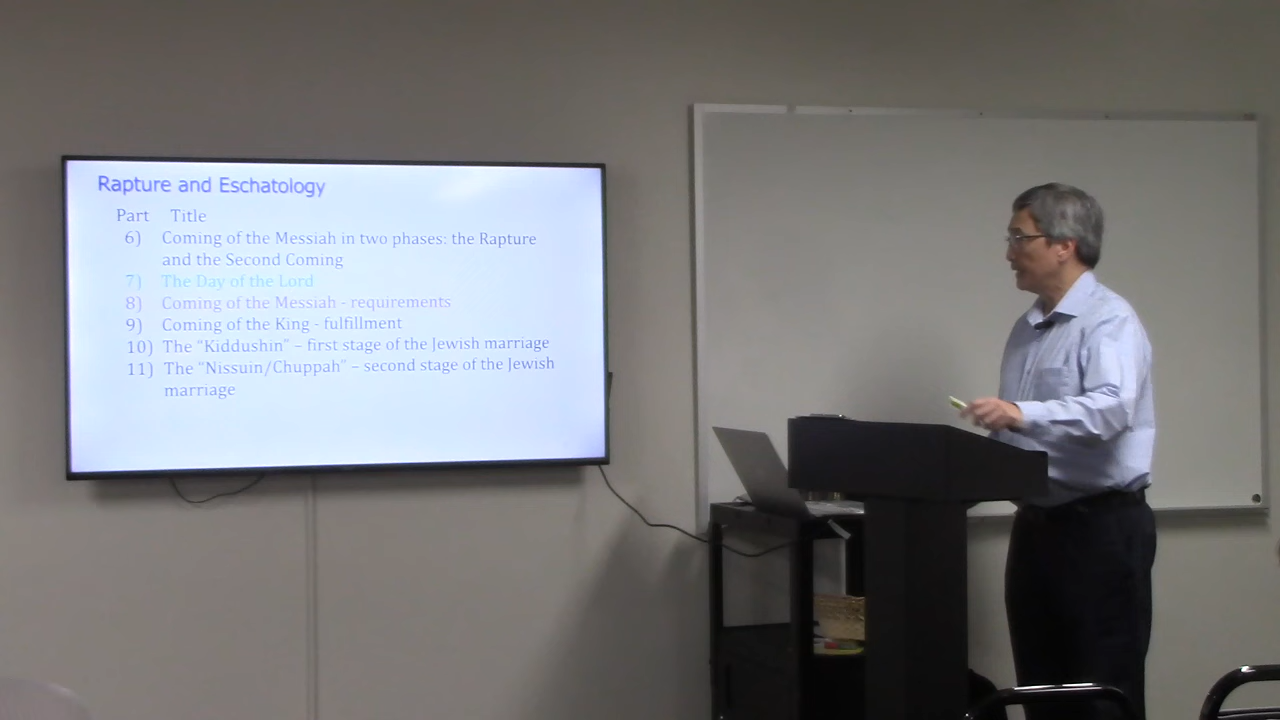 Rapture and Eschatology
Part Title
6) Coming of the Messiah in two phases: the Rapture
and the Second Coming
7) The Day of the Lord
8) Coming of the Messiah - requirements
9) Coming of the King - fulfillment
10) The “Kiddushin” – first stage of the Jewish marriage
11) The “Nissuin/Chuppah” – second stage of the Jewish
marriage